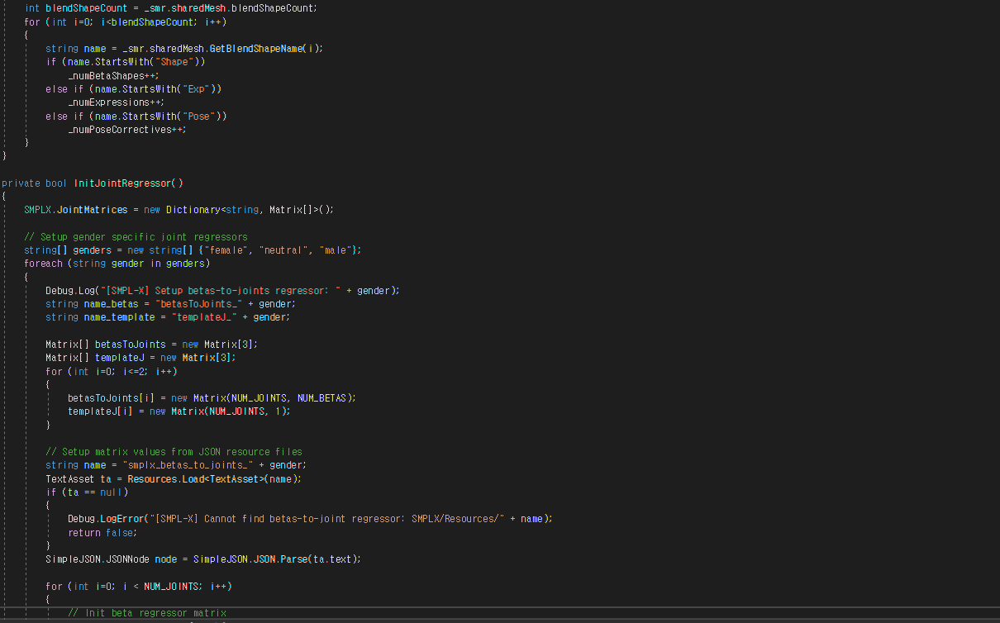 int blendShapeCount = _smr.sharedMesh.blendShapeCount;
for (int i=0; i<blendShapeCount; i++)
{
string name = _smr.sharedMesh.GetBlendShapeName(i);
if (name.StartsWith("Shape"))
_numBetaShapes++;
else if (name.StartsWith("Exp"))
_numExpressions++;
else if (name.StartsWith("Pose"))
_numPoseCorrectives++;
}
}
private bool InitJointRegressor()
{
SMPLX.JointMatrices = new Dictionary<string, Matrix[]>();
// Setup gender specific joint regressors
string[] genders = new string[] {"female", "neutral", "male"};
foreach (string gender in genders)
{
Debug.Log("[SMPL-X] Setup betas-to-joints regressor: " + gender);
string name_betas = "betasToJoints_" + gender;
string name_template = "templateJ_" + gender;
Matrix[] betasToJoints = new Matrix[3];
Matrix[] templateJ = new Matrix[3];
for (int i=0; i<=2; i++)
{
betasToJoints[i] = new Matrix(NUM_JOINTS, NUM_BETAS);
templateJ[i] = new Matrix(NUM_JOINTS, 1);
}
// Setup matrix values from JSON resource files
string name = "smplx_betas_to_joints_" + gender;
TextAsset ta = Resources.Load<TextAsset>(name);
if (ta == null)
{
Debug.LogError("[SMPL-X] Cannot find betas-to-joint regressor: SMPLX/Resources/" + name);
return false;
}
SimpleJSON.JSONNode node = SimpleJSON.JSON.Parse(ta.text);
for (int i=0; i < NUM_JOINTS; i++)
{
// Init beta regressor matrix